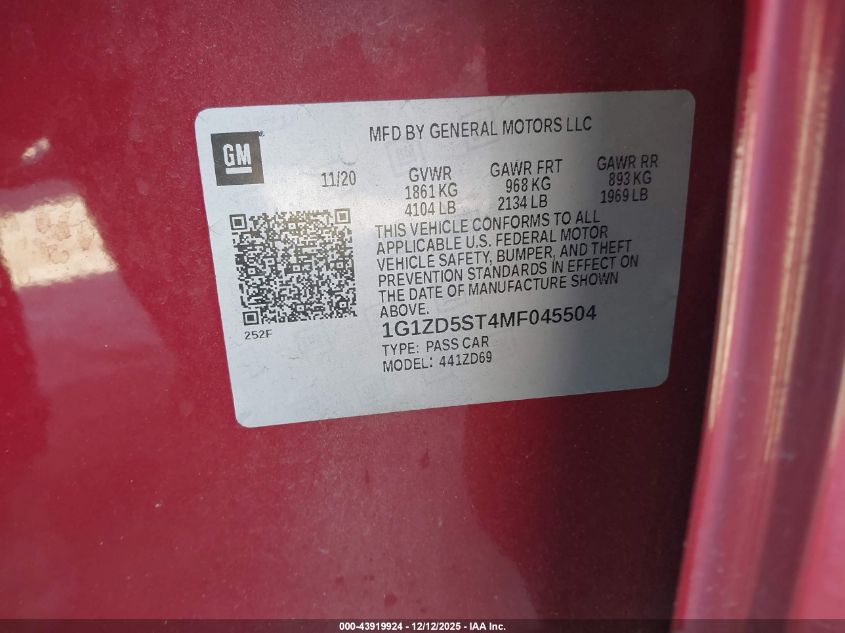 GM
MFD BY GENERAL MOTORS LLC
11/20 GVWR GAWR FRT GAWR RR
1861 KG 968 KG 893 KG
4104 LB 2134 LB 1969 LB
THIS VEHICLE CONFORMS TO ALL
APPLICABLE U.S. FEDERAL MOTOR
VEHICLE SAFETY, BUMPER, AND THEFT
PREVENTION STANDARDS IN EFFECT ON
THE DATE OF MANUFACTURE SHOWN
ABOVE.
252F
1G1ZD5ST4MF045504
TYPE: PASS CAR
MODEL: 441ZD69
000-43919924 - 12/12/2025 - IAA Inc.